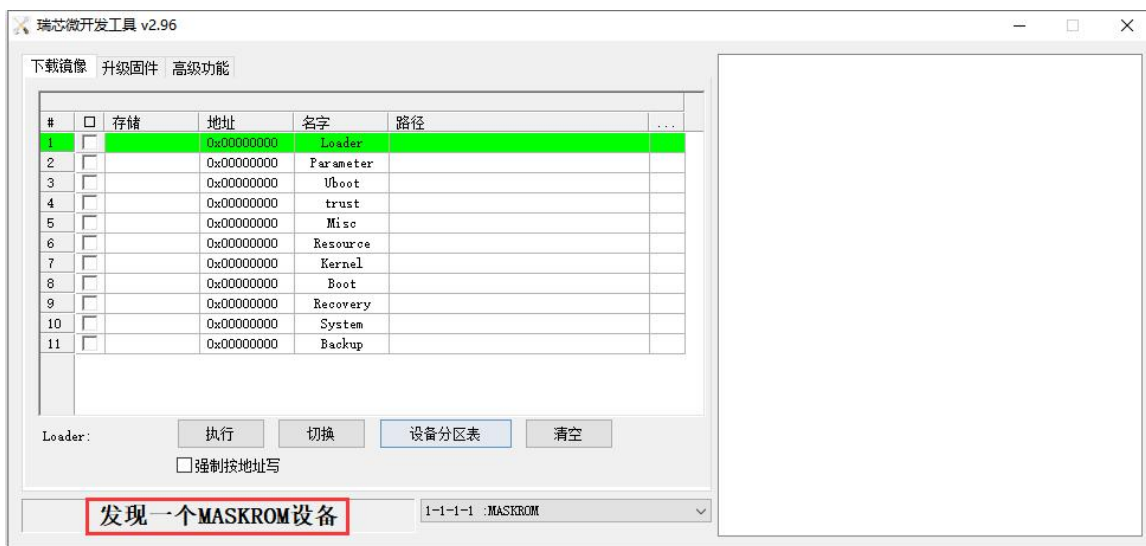 瑞芯微开发工具 v2.96
下载镜像 升级固件 高级功能
# 存储 地址 名字 路径 ...
1 0x00000000 Loader
2 0x00000000 Parameter
3 0x00000000 Uboot
4 0x00000000 trust
5 0x00000000 Misc
6 0x00000000 Resource
7 0x00000000 Kernel
8 0x00000000 Boot
9 0x00000000 Recovery
10 0x00000000 System
11 0x00000000 Backup
Loader: 执行 切换 设备分区表 清空
强制按地址写
发现一个MASKROM设备 1-1-1-1 :MASKROM